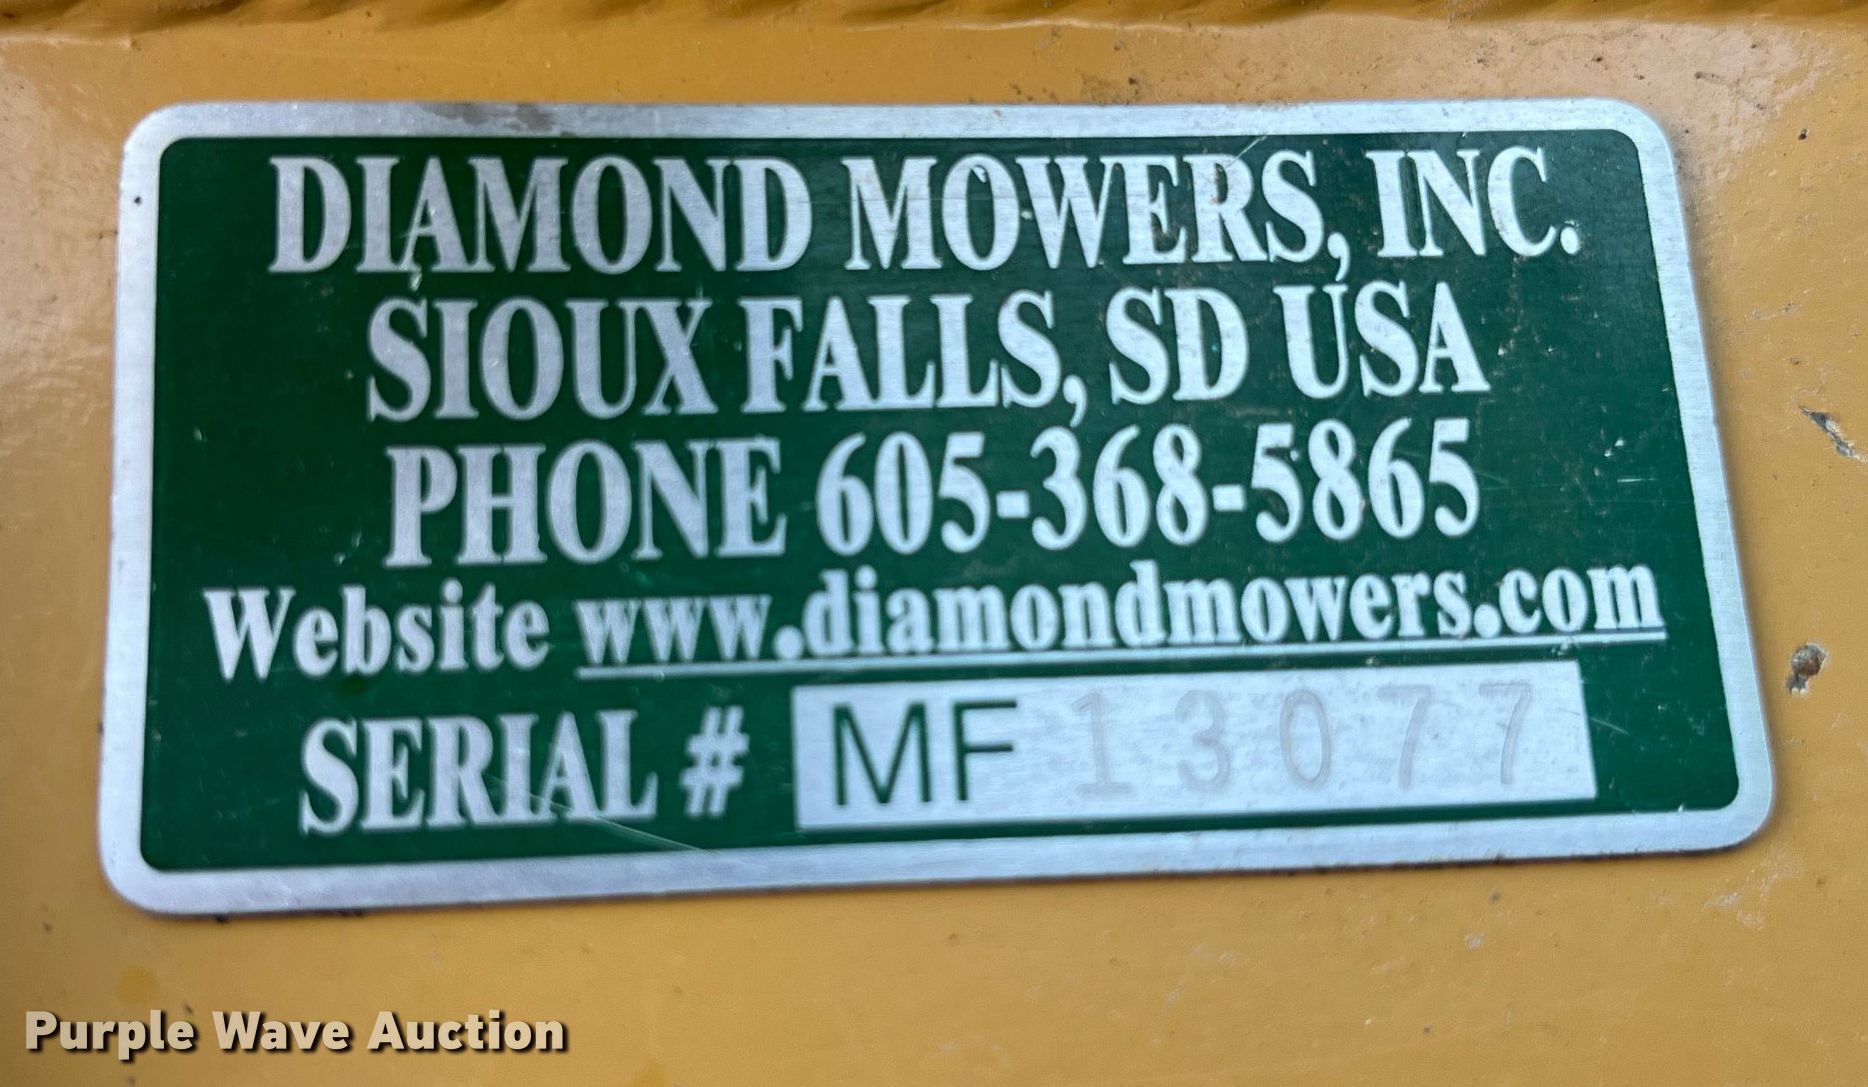 DIAMOND MOWERS, INC.
SIOUX FALLS, SD USA
PHONE 605-368-5865
Website www.diamondmowers.com
SERIAL # MF 13077
Purple Wave Auction